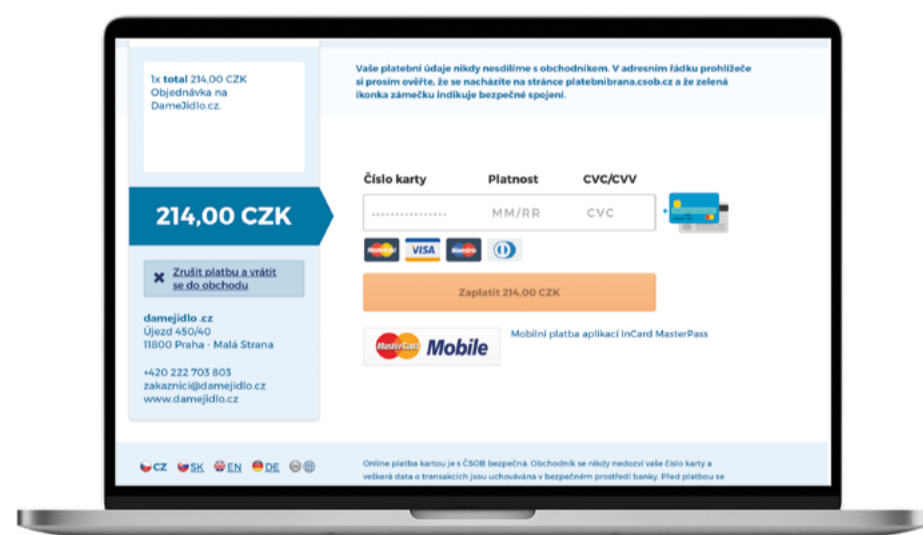 1x total 214,00 CZK
Objednávka na
DameJidlo.cz.
214,00 CZK
✖ Zrušit platbu a vrátit
se do obchodu
damejidlo .cz
Újezd 450/40
11800 Praha - Malá Strana
+420 222 703 803
zakaznici@damejidlo.cz
www.damejidlo.cz
CZ SK EN DE
Vaše platební údaje nikdy nesdílíme s obchodníkem. V adresním řádku prohlížeče
si prosím ověřte, že se nacházíte na stránce platebnibrana.csob.cz a že zelená
ikonka zámečku indikuje bezpečné spojení.
Číslo karty Platnost CVC/CVV
................ MM/RR CVC
+
MasterCard VISA Maestro
Zaplatit 214,00 CZK
MasterCard Mobile Mobilní platba aplikací InCard MasterPass
Online platba kartou je s ČSOB bezpečná. Obchodník se nikdy nedozví vaše číslo karty a
veškerá data o transakcích jsou uchovávána v bezpečném prostředí banky. Před platbou se